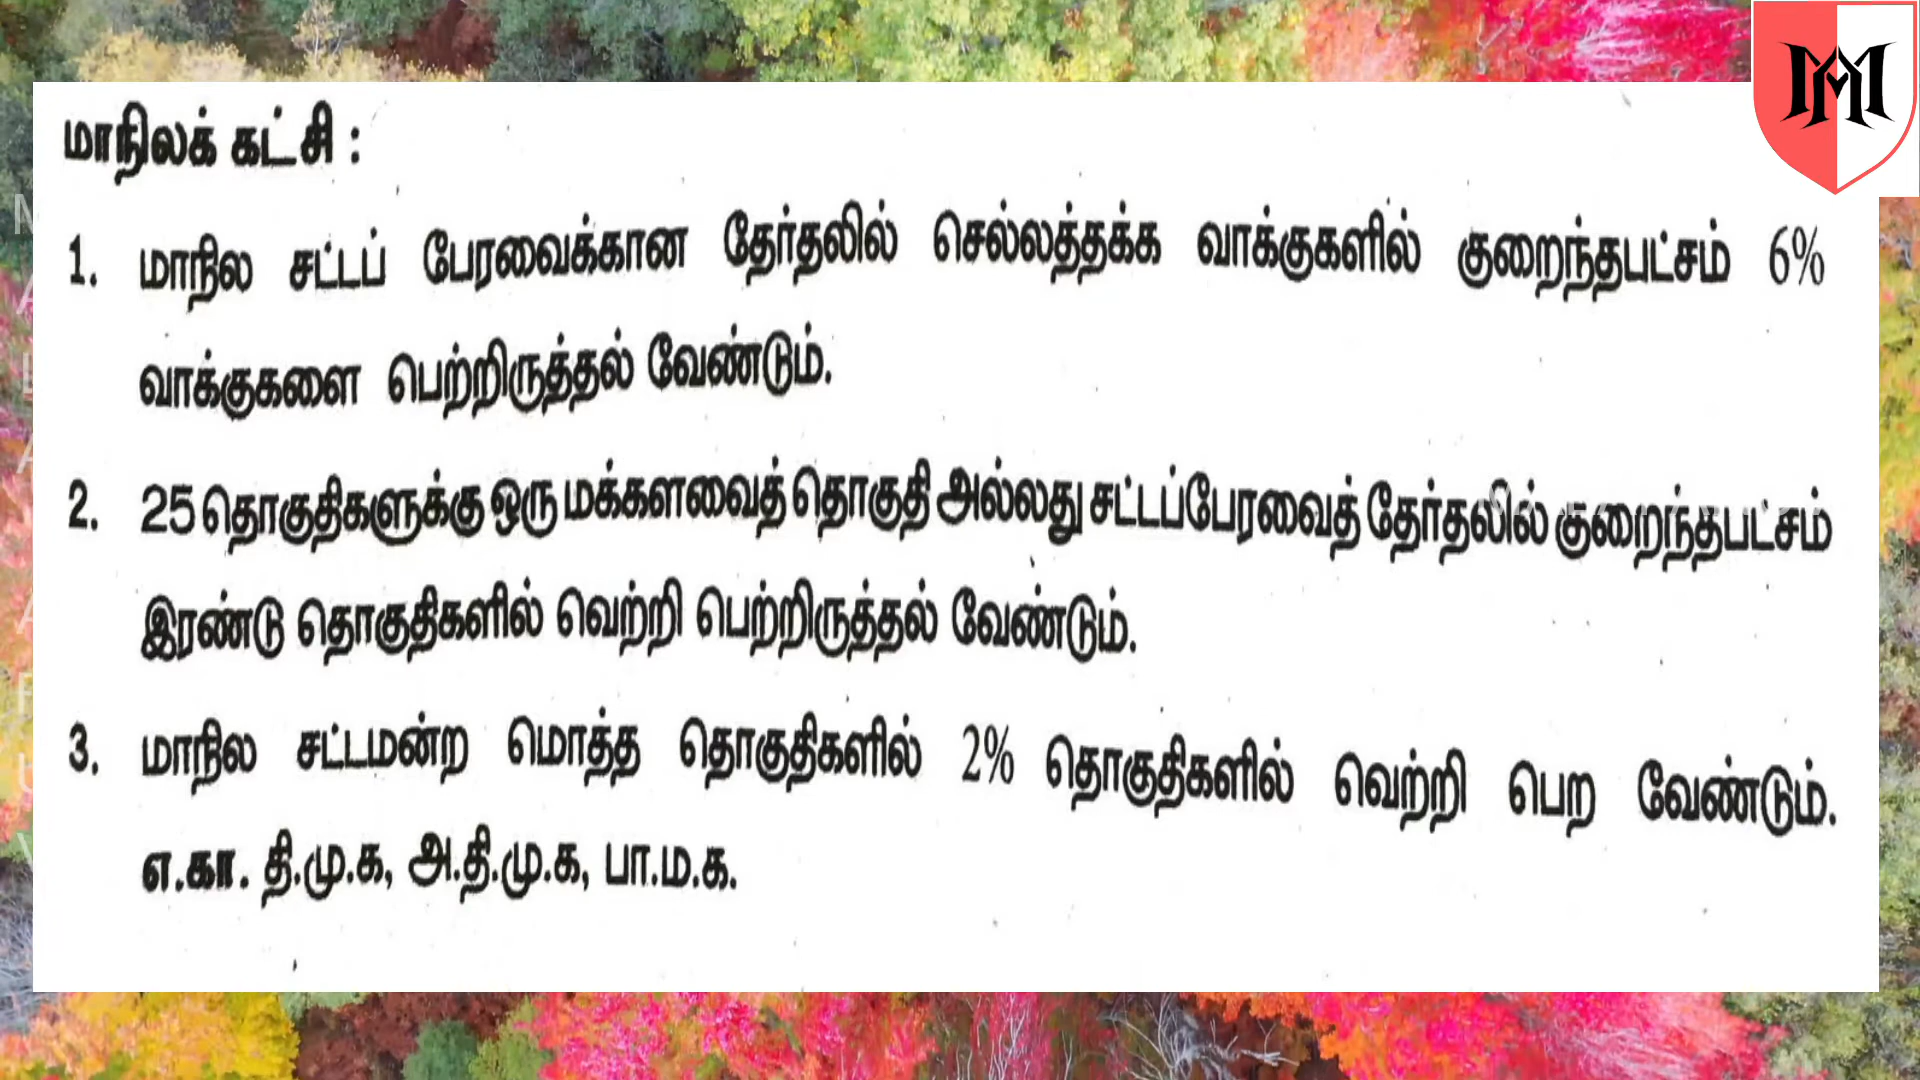 மாநிலக் கட்சி :
1. மாநில சட்டப் பேரவைக்கான தேர்தலில் செல்லத்தக்க வாக்குகளில் குறைந்தபட்சம் 6%
வாக்குகளை பெற்றிருத்தல் வேண்டும்.
2. 25 தொகுதிகளுக்கு ஒரு மக்களவைத் தொகுதி அல்லது சட்டப்பேரவைத் தேர்தலில் குறைந்தபட்சம்
இரண்டு தொகுதிகளில் வெற்றி பெற்றிருத்தல் வேண்டும்.
3. மாநில சட்டமன்ற மொத்த தொகுதிகளில் 2% தொகுதிகளில் வெற்றி பெற வேண்டும்.
எ.கா. தி.மு.க, அ.தி.மு.க, பா.ம.க.